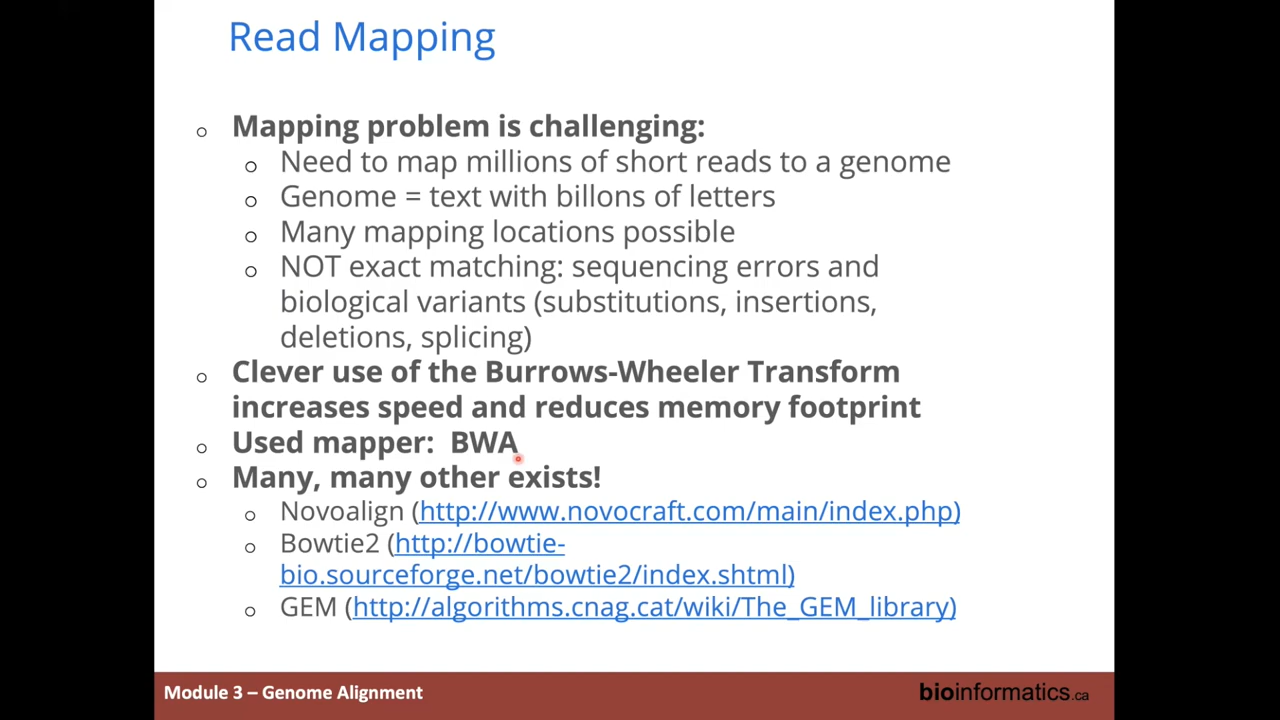 Read Mapping
Mapping problem is challenging:
Need to map millions of short reads to a genome
Genome = text with billons of letters
Many mapping locations possible
NOT exact matching: sequencing errors and
biological variants (substitutions, insertions,
deletions, splicing)
Clever use of the Burrows-Wheeler Transform
increases speed and reduces memory footprint
Used mapper:  BWA
Many, many other exists!
Novoalign (http://www.novocraft.com/main/index.php)
Bowtie2 (http://bowtie-
bio.sourceforge.net/bowtie2/index.shtml)
GEM (http://algorithms.cnag.cat/wiki/The_GEM_library)
Module 3 – Genome Alignment
bioinformatics.ca